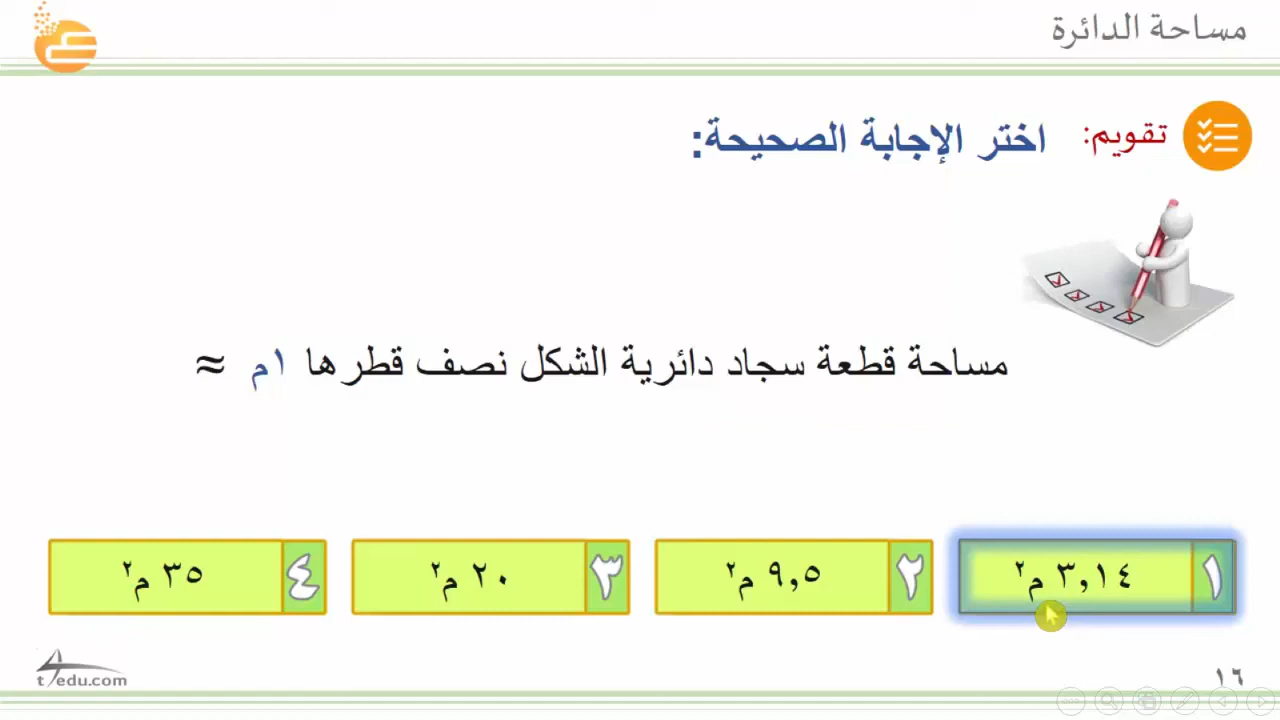 مساحة الدائرة
تقويم: اختر الإجابة الصحيحة:
مساحة قطعة سجاد دائرية الشكل نصف قطرها ١م ≈
١ ٣,١٤ م٢
٢ ٩,٥ م٢
٣ ٢٠ م٢
٤ ٣٥ م٢
t4edu.com
١٦